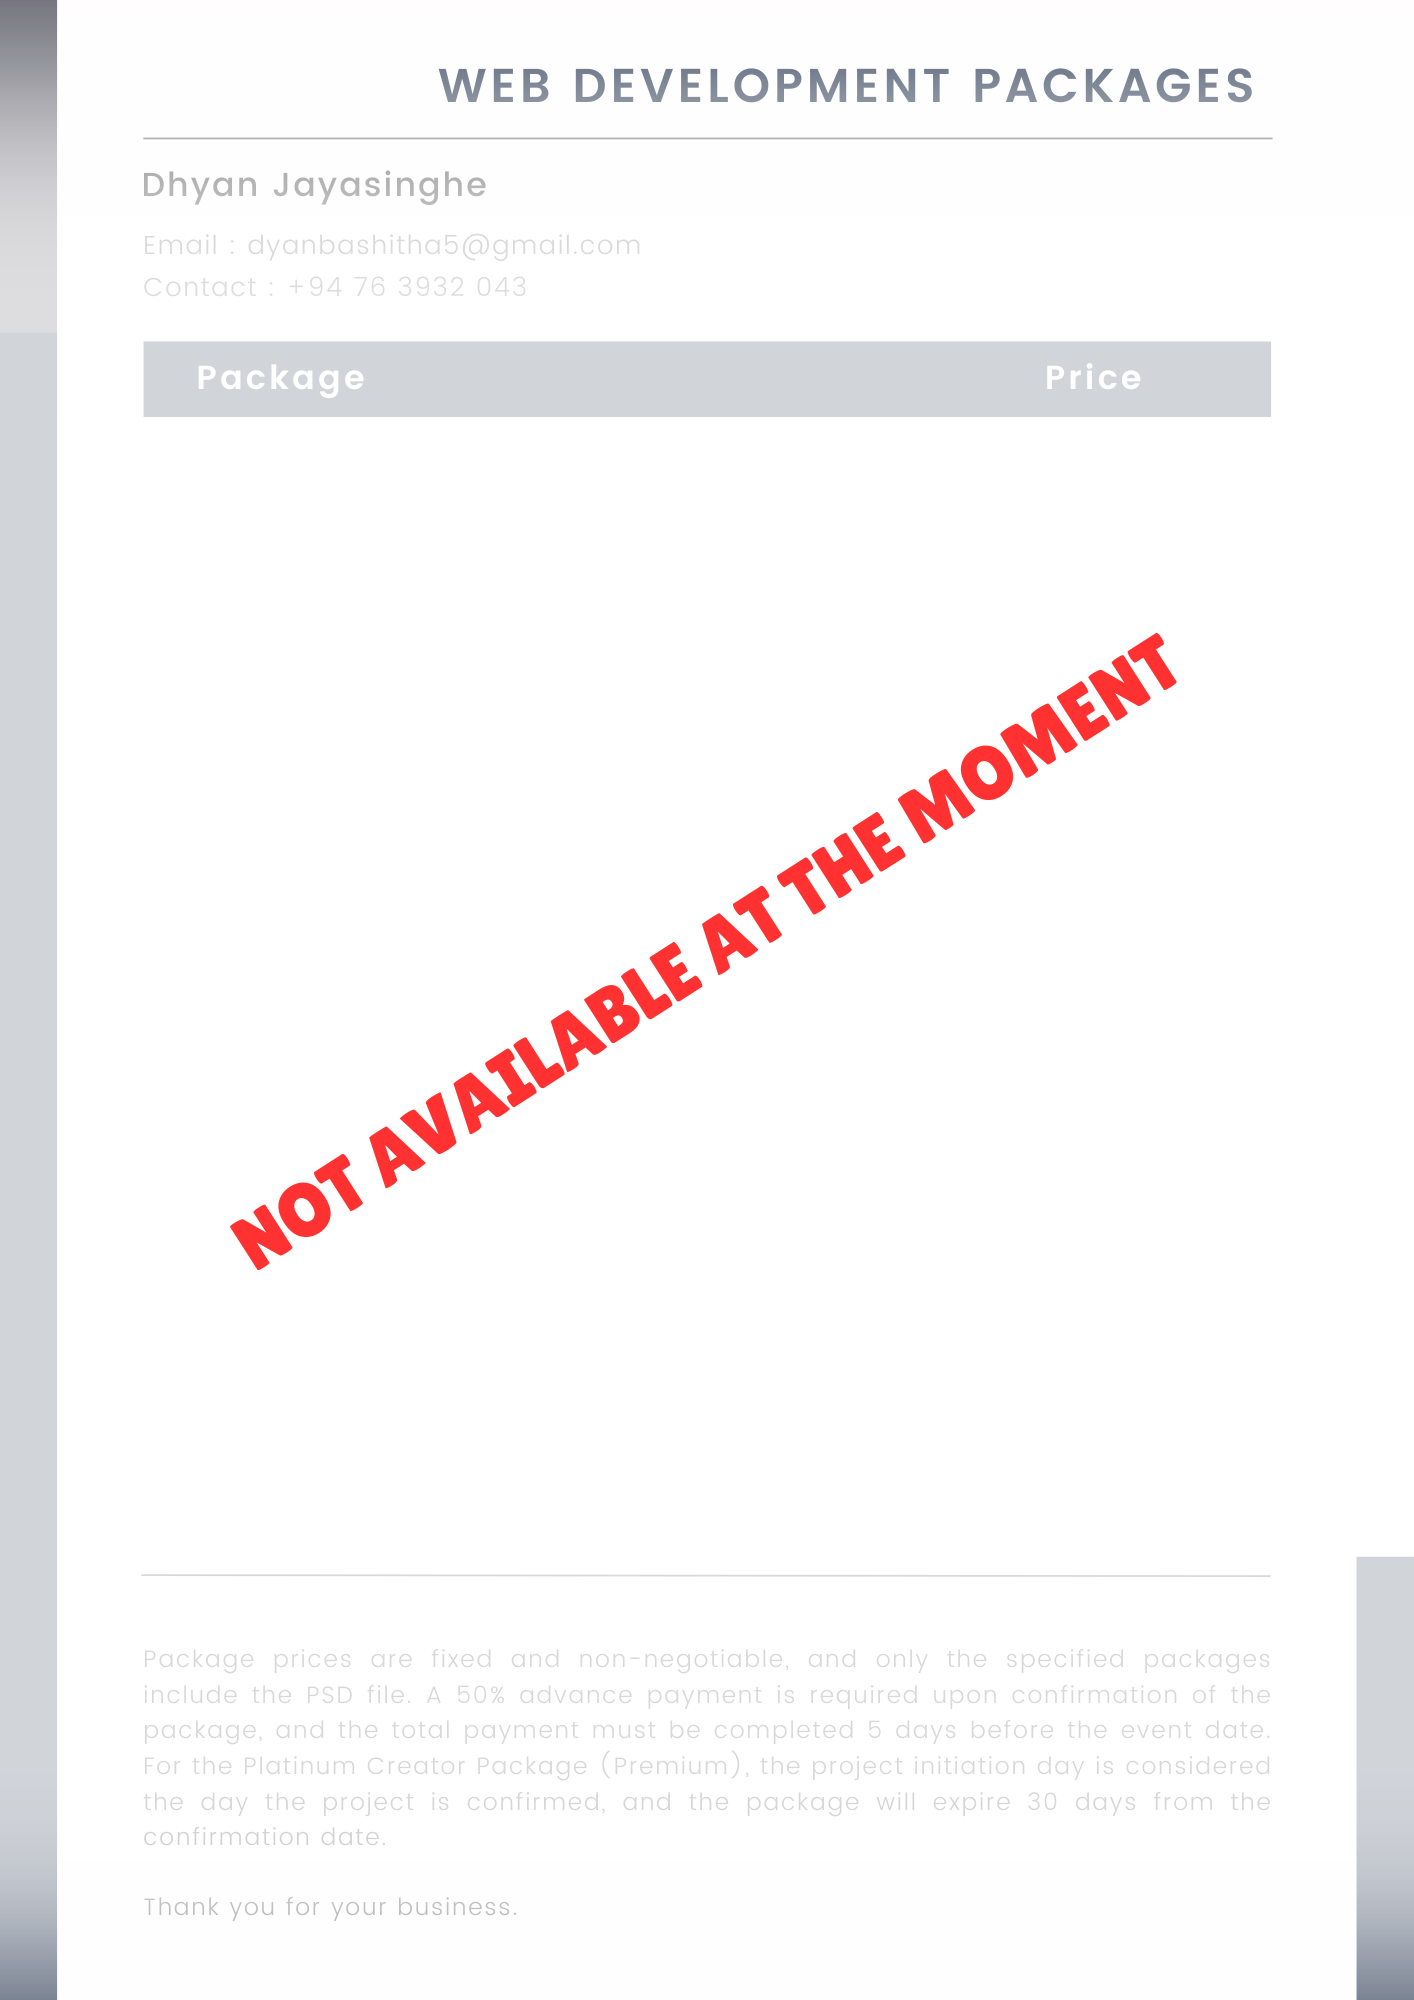 WEB DEVELOPMENT PACKAGES
Dhyan Jayasinghe
Email : dyanbashitha5@gmail.com
Contact : +94 76 3932 043
Package Price
NOT AVAILABLE AT THE MOMENT
Package prices are fixed and non-negotiable, and only the specified packages
include the PSD file. A 50% advance payment is required upon confirmation of the
package, and the total payment must be completed 5 days before the event date.
For the Platinum Creator Package (Premium), the project initiation day is considered
the day the project is confirmed, and the package will expire 30 days from the
confirmation date.
Thank you for your business.